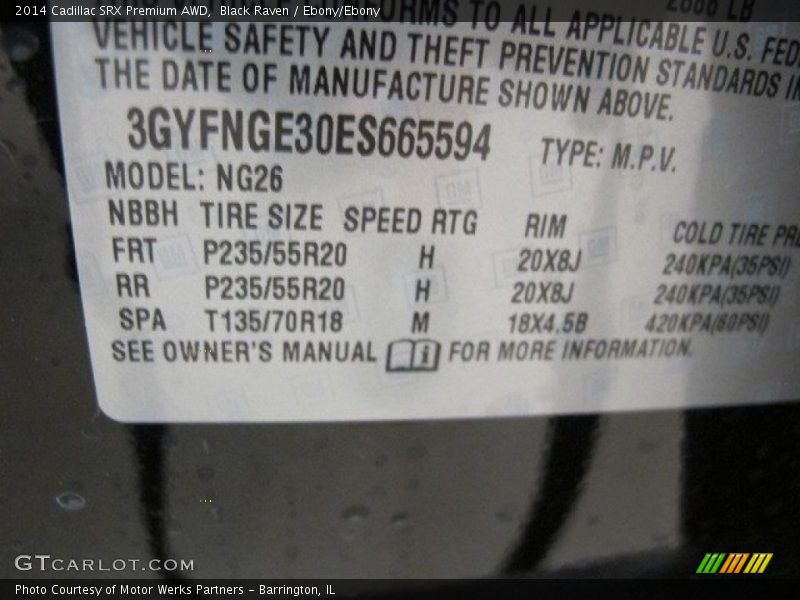 2014 Cadillac SRX Premium AWD, Black Raven / Ebony/Ebony
TO ALL APPLICABLE U.S.
VEHICLE SAFETY AND THEFT PREVENTION STANDARDS
THE DATE OF MANUFACTURE SHOWN ABOVE.
3GYFNGE30ES665594 TYPE: M.P.V.
MODEL: NG26
NBBH TIRE SIZE SPEED RTG RIM COLD TIRE
FRT P235/55R20 H 20X8J 240KPA(35PSI)
RR P235/55R20 H 20X8J 240KPA(35PSI)
SPA T135/70R18 M 18X4.5B 420KPA(60PSI)
SEE OWNER'S MANUAL FOR MORE INFORMATION.
GTCARLOT.COM
Photo Courtesy of Motor Werks Partners - Barrington, IL